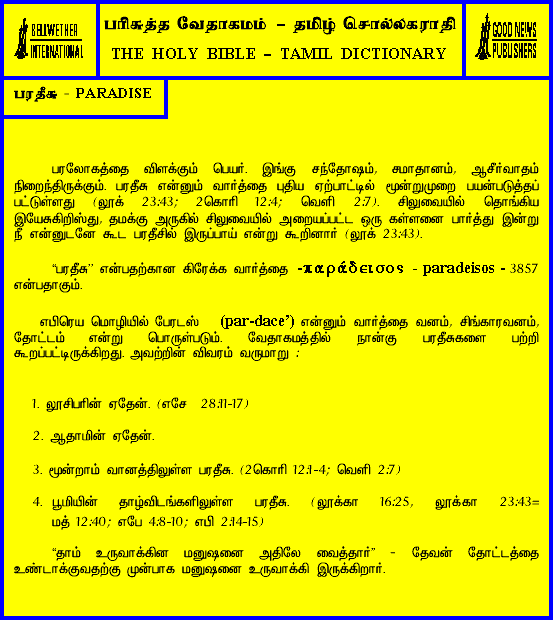 BELLWETHER
INTERNATIONAL
பரிசுத்த வேதாகமம் – தமிழ் சொல்லகராதி
THE HOLY BIBLE – TAMIL DICTIONARY
GOOD NEWS
PUBLISHERS
பரதீசு - PARADISE
பரலோகத்தை விளக்கும் பெயர். இங்கு சந்தோஷம், சமாதானம், ஆசீர்வாதம்
நிறைந்திருக்கும். பரதீசு என்னும் வார்த்தை புதிய ஏற்பாட்டில் மூன்றுமுறை பயன்படுத்தப்
பட்டுள்ளது (லூக் 23:43; 2கொரி 12:4; வெளி 2:7). சிலுவையில் தொங்கிய
இயேசுகிறிஸ்து, தமக்கு அருகில் சிலுவையில் அறையப்பட்ட ஒரு கள்ளனை பார்த்து இன்று
நீ என்னுடனே கூட பரதீசில் இருப்பாய் என்று கூறினார் (லூக் 23:43).
“பரதீசு” என்பதற்கான கிரேக்க வார்த்தை -παράδεισος - paradeisos - 3857
என்பதாகும்.
எபிரெய மொழியில் பேரடஸ் (par-dace’) என்னும் வார்த்தை வனம், சிங்காரவனம்,
தோட்டம் என்று பொருள்படும். வேதாகமத்தில் நான்கு பரதீசுகளை பற்றி
கூறப்பட்டிருக்கிறது. அவற்றின் விவரம் வருமாறு :
1. லூசிபரின் ஏதேன். (எசே 28:11-17)
2. ஆதாமின் ஏதேன்.
3. மூன்றாம் வானத்திலுள்ள பரதீசு. (2கொரி 12:1-4; வெளி 2:7)
4. பூமியின் தாழ்விடங்களிலுள்ள பரதீசு. (லூக்கா 16:25, லூக்கா 23:43=
மத் 12:40; எபே 4:8-10; எபி 2:14-15)
“தாம் உருவாக்கின மனுஷனை அதிலே வைத்தார்” - தேவன் தோட்டத்தை
உண்டாக்குவதற்கு முன்பாக மனுஷனை உருவாக்கி இருக்கிறார்.